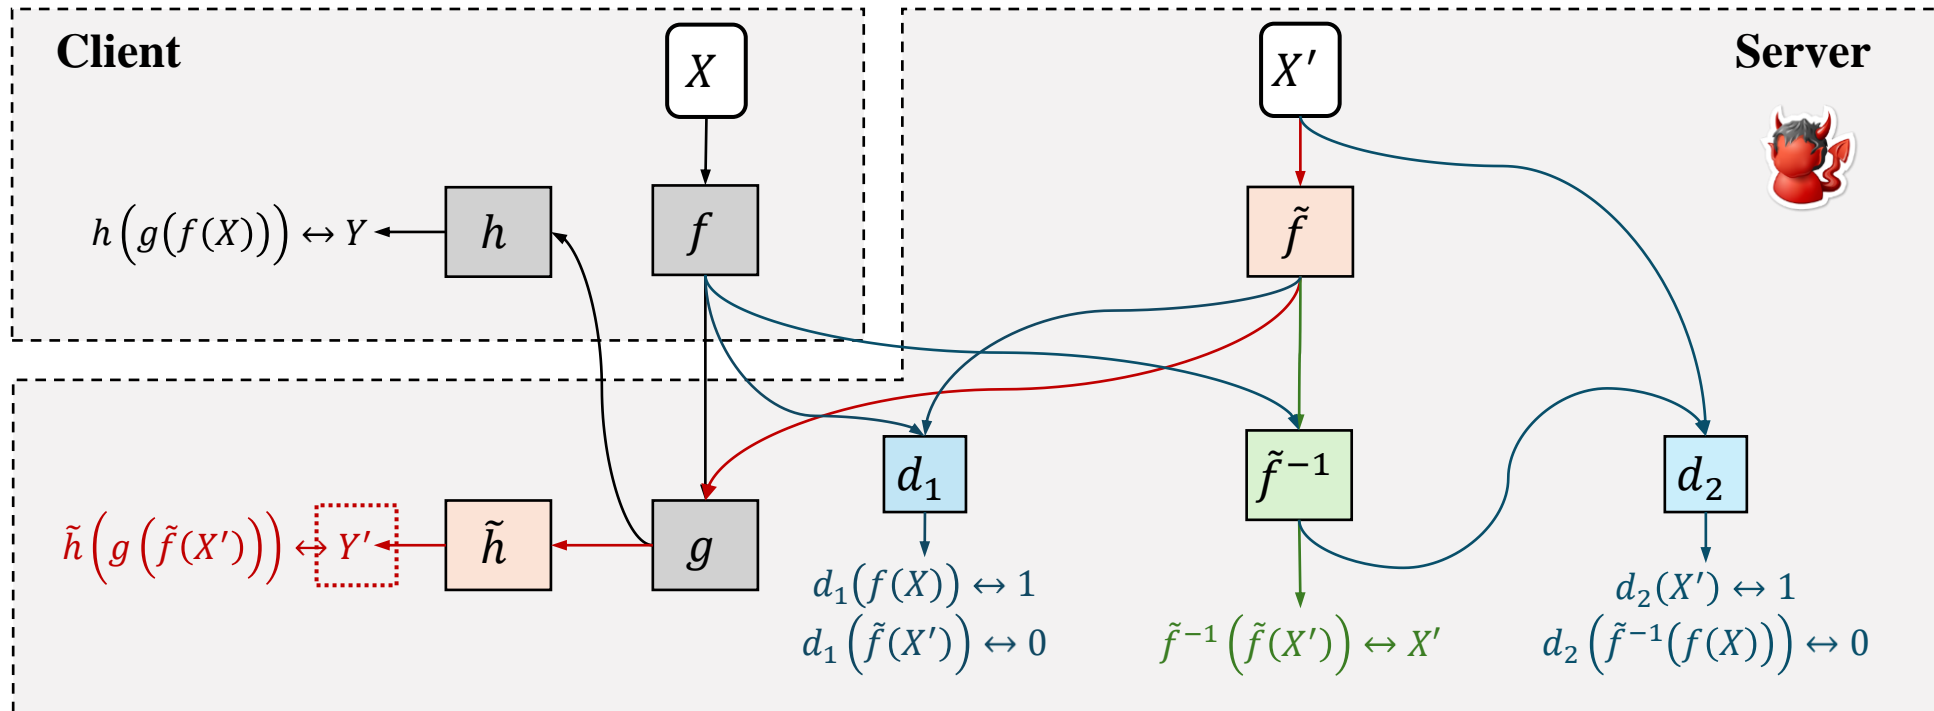 Client
Server
X
X′
h(g(f(X))) ↔ Y
h
f
f̃
h̃(g(f̃(X′))) ↔ Y′
h̃
g
d₁
f̃⁻¹
d₂
d₁(f(X)) ↔ 1
d₁(f̃(X′)) ↔ 0
f̃⁻¹(f̃(X′)) ↔ X′
d₂(X′) ↔ 1
d₂(f̃⁻¹(f(X))) ↔ 0